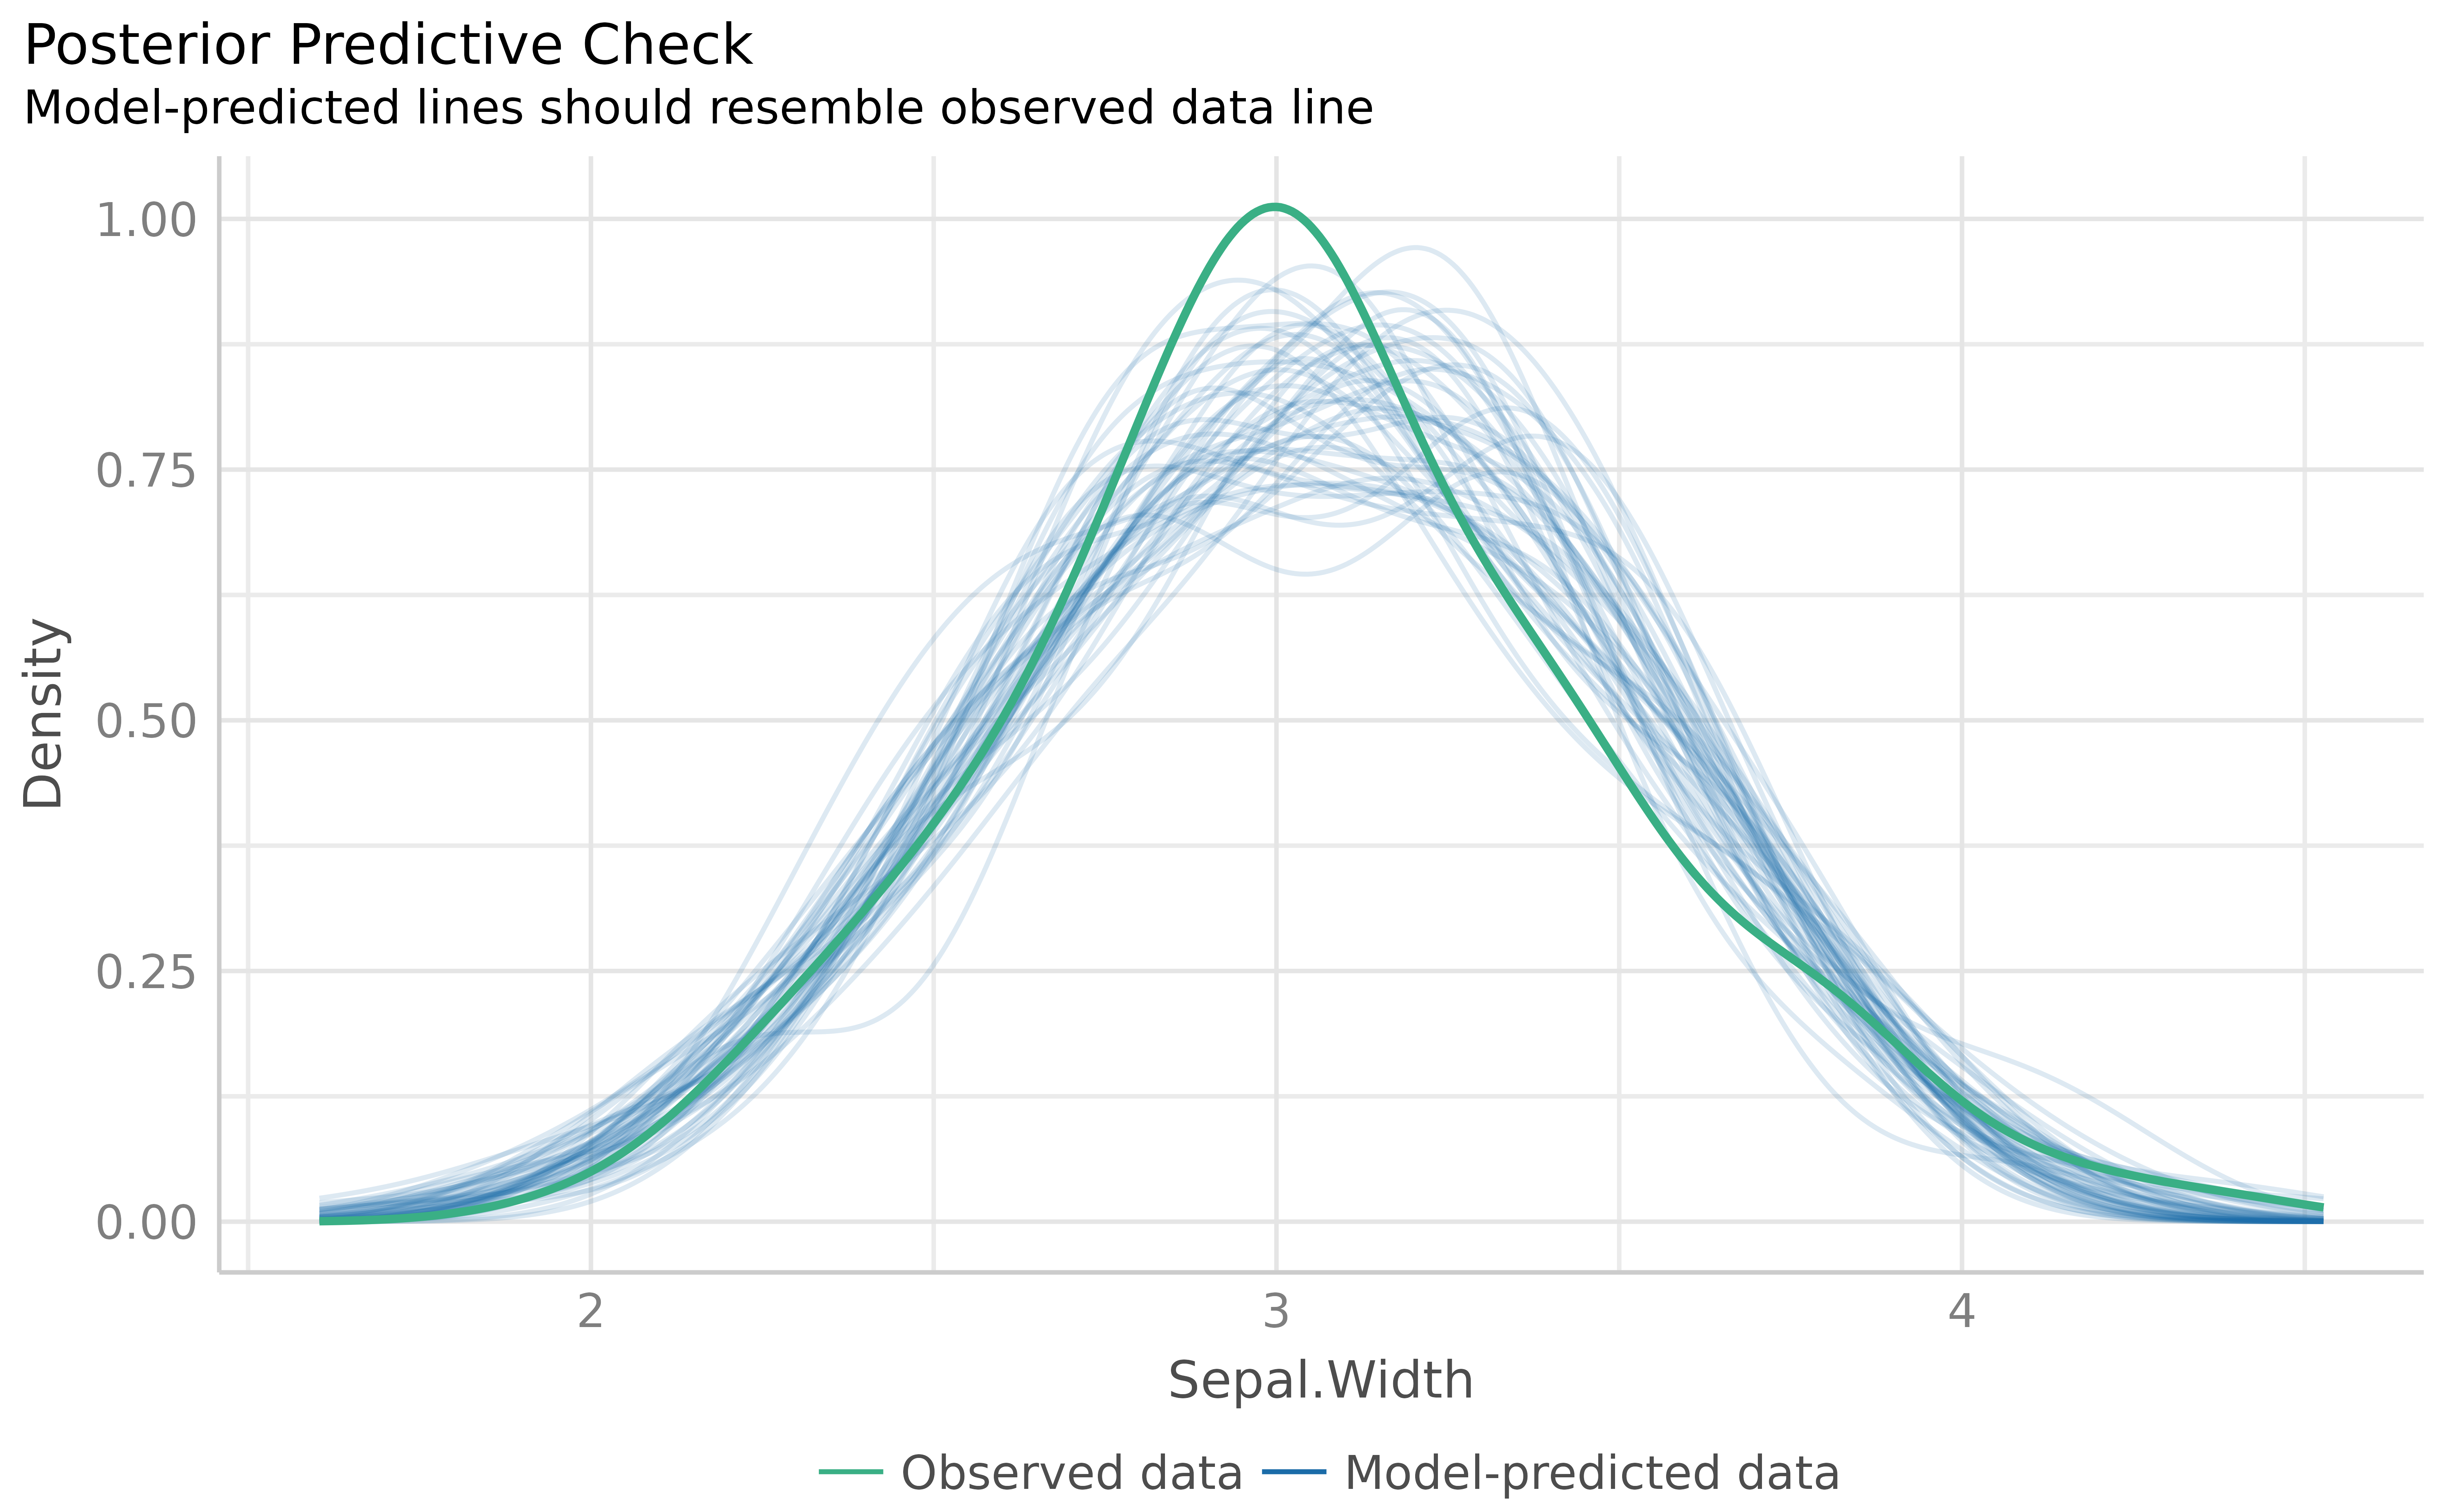 Posterior Predictive Check
Model-predicted lines should resemble observed data line
1.00
0.75
0.50
0.25
0.00
Density
2 3 4
Sepal.Width
Observed data Model-predicted data